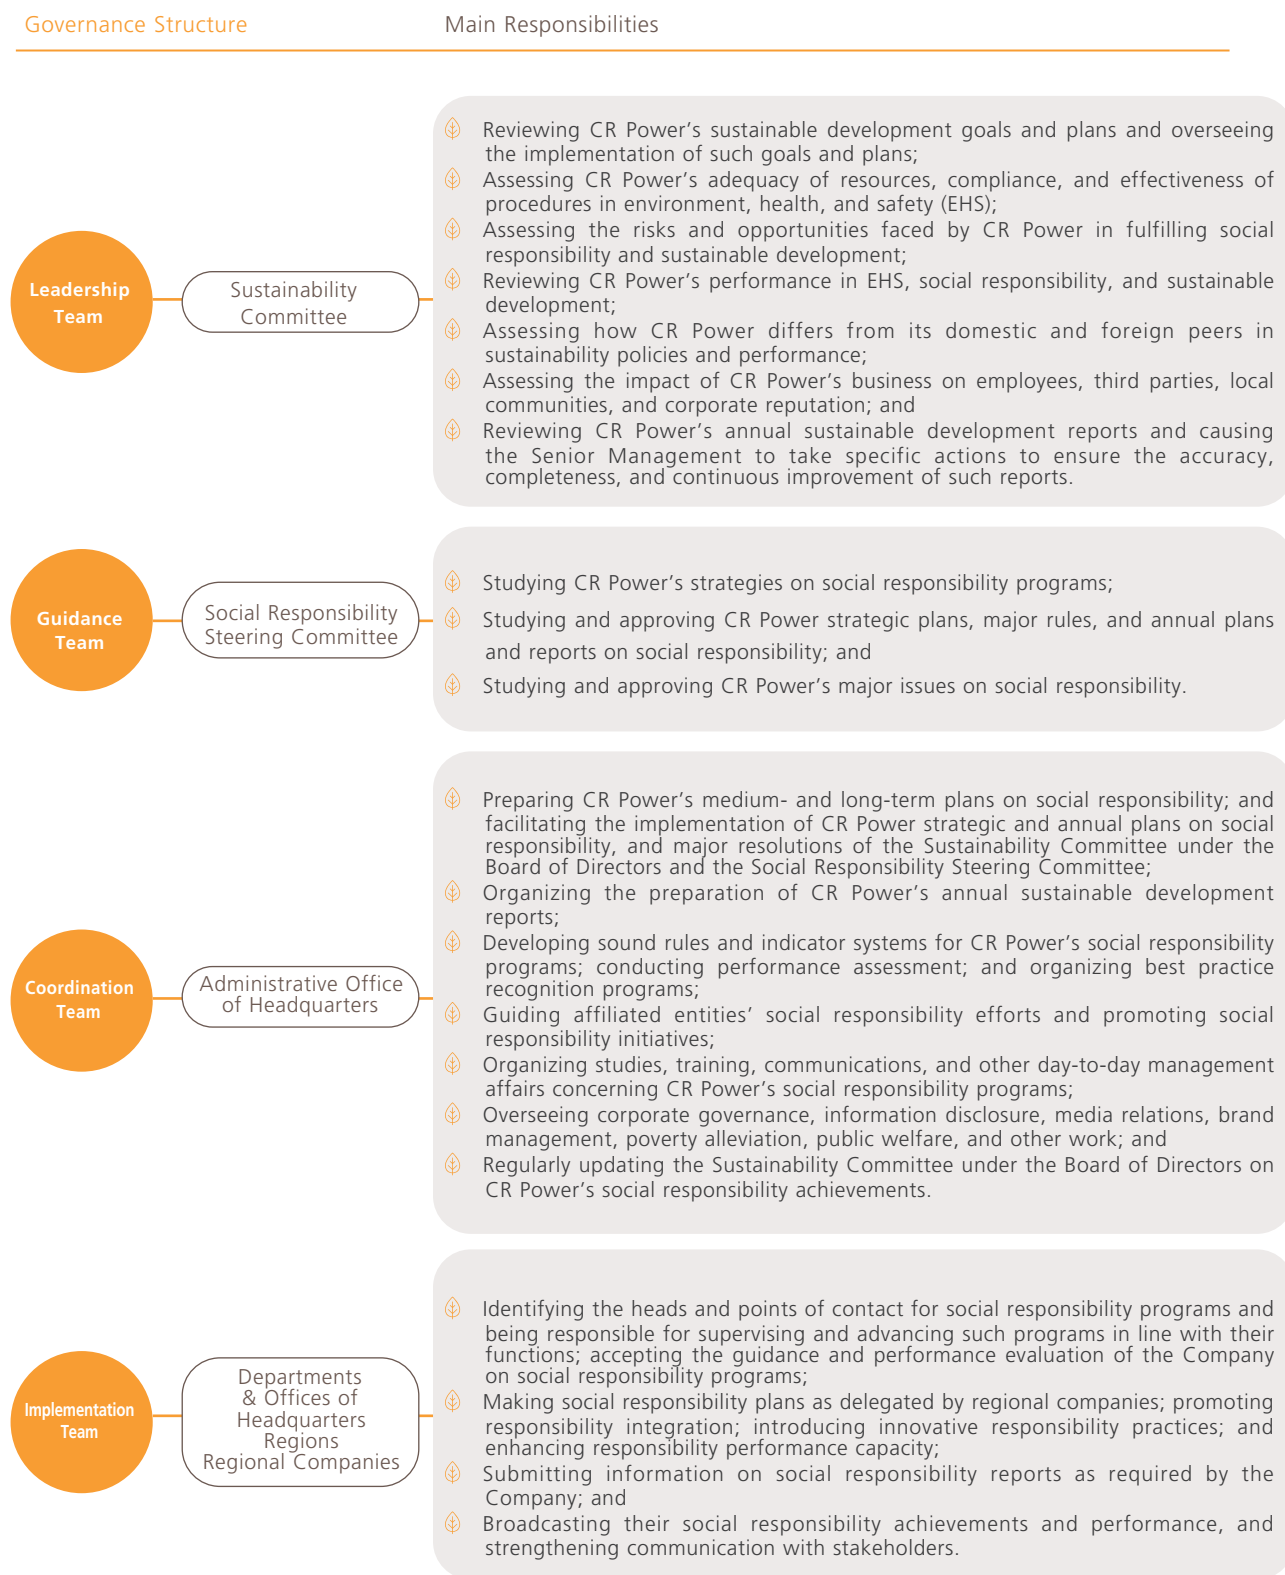 Governance Structure
Main Responsibilities
Leadership
Team
Sustainability
Committee
Reviewing CR Power's sustainable development goals and plans and overseeing
the implementation of such goals and plans;
Assessing CR Power's adequacy of resources, compliance, and effectiveness of
procedures in environment, health, and safety (EHS);
Assessing the risks and opportunities faced by CR Power in fulfilling social
responsibility and sustainable development;
Reviewing CR Power's performance in EHS, social responsibility, and sustainable
development;
Assessing how CR Power differs from its domestic and foreign peers in
sustainability policies and performance;
Assessing the impact of CR Power's business on employees, third parties, local
communities, and corporate reputation; and
Reviewing CR Power's annual sustainable development reports and causing
the Senior Management to take specific actions to ensure the accuracy,
completeness, and continuous improvement of such reports.
Guidance
Team
Social Responsibility
Steering Committee
Studying CR Power's strategies on social responsibility programs;
Studying and approving CR Power strategic plans, major rules, and annual plans
and reports on social responsibility; and
Studying and approving CR Power's major issues on social responsibility.
Coordination
Team
Administrative Office
of Headquarters
Preparing CR Power's medium- and long-term plans on social responsibility; and
facilitating the implementation of CR Power strategic and annual plans on social
responsibility, and major resolutions of the Sustainability Committee under the
Board of Directors and the Social Responsibility Steering Committee;
Organizing the preparation of CR Power's annual sustainable development
reports;
Developing sound rules and indicator systems for CR Power's social responsibility
programs; conducting performance assessment; and organizing best practice
recognition programs;
Guiding affiliated entities' social responsibility efforts and promoting social
responsibility initiatives;
Organizing studies, training, communications, and other day-to-day management
affairs concerning CR Power's social responsibility programs;
Overseeing corporate governance, information disclosure, media relations, brand
management, poverty alleviation, public welfare, and other work; and
Regularly updating the Sustainability Committee under the Board of Directors on
CR Power's social responsibility achievements.
Implementation
Team
Departments
& Offices of
Headquarters
Regions
Regional Companies
Identifying the heads and points of contact for social responsibility programs and
being responsible for supervising and advancing such programs in line with their
functions; accepting the guidance and performance evaluation of the Company
on social responsibility programs;
Making social responsibility plans as delegated by regional companies; promoting
responsibility integration; introducing innovative responsibility practices; and
enhancing responsibility performance capacity;
Submitting information on social responsibility reports as required by the
Company; and
Broadcasting their social responsibility achievements and performance, and
strengthening communication with stakeholders.